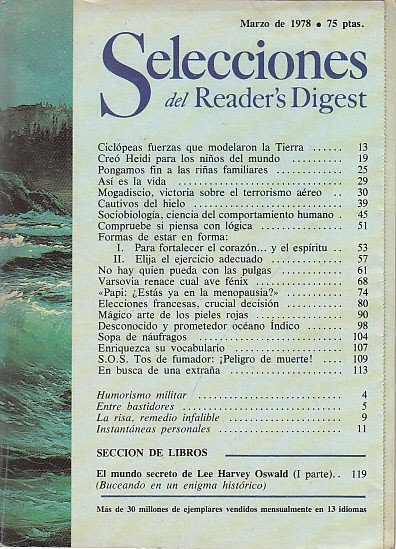 Marzo de 1978 • 75 ptas.
Selecciones
del Reader's Digest
Ciclópeas fuerzas que modelaron la Tierra ...... 13
Creó Heidi para los niños del mundo .......... 19
Pongamos fin a las riñas familiares ........... 25
Así es la vida ........................ 29
Mogadiscio, victoria sobre el terrorismo aéreo .. 30
Cautivos del hielo ...................... 39
Sociobiología, ciencia del comportamiento humano . 45
Compruebe si piensa con lógica ............. 51
Formas de estar en forma:
I. Para fortalecer el corazón... y el espíritu .. 53
II. Elija el ejercicio adecuado ............. 57
No hay quien pueda con las pulgas ........... 61
Varsovia renace cual ave fénix .............. 68
«Papi: ¿Estás ya en la menopausia?» ......... 74
Elecciones francesas, crucial decisión ......... 80
Mágico arte de los pieles rojas ............. 90
Desconocido y prometedor océano Indico ....... 98
Sopa de náufragos ...................... 104
Enriquezca su vocabulario ................ 107
S.O.S. Tos de fumador: ¡Peligro de muerte! ..... 109
En busca de una extraña ................. 113
Humorismo militar ...................... 4
Entre bastidores ........................ 5
La risa, remedio infalible .................. 9
Instantáneas personales ................... 11
SECCION DE LIBROS
El mundo secreto de Lee Harvey Oswald (I parte).. 119
(Buceando en un enigma histórico)
Más de 30 millones de ejemplares vendidos mensualmente en 13 idiomas